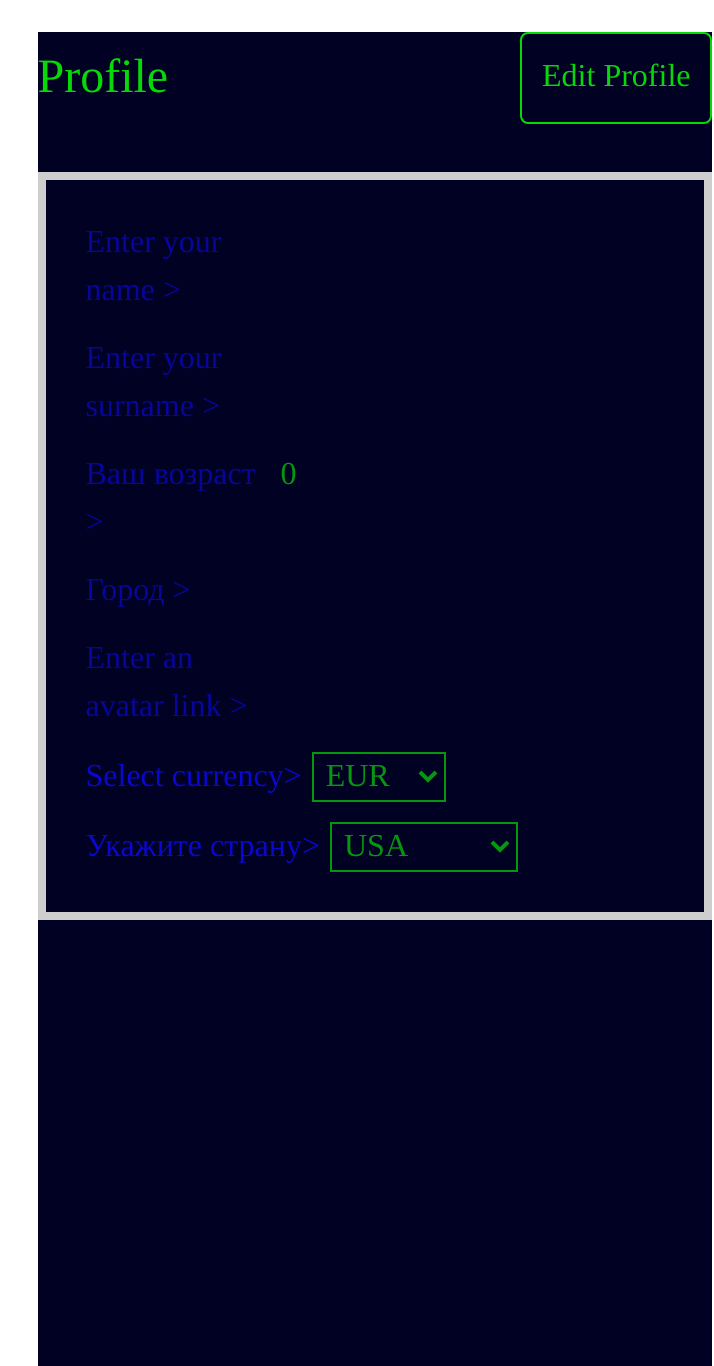 Profile
Edit Profile
Enter your
name >
Enter your
surname >
Ваш возраст 0
>
Город >
Enter an
avatar link >
Select currency> EUR
Укажите страну> USA